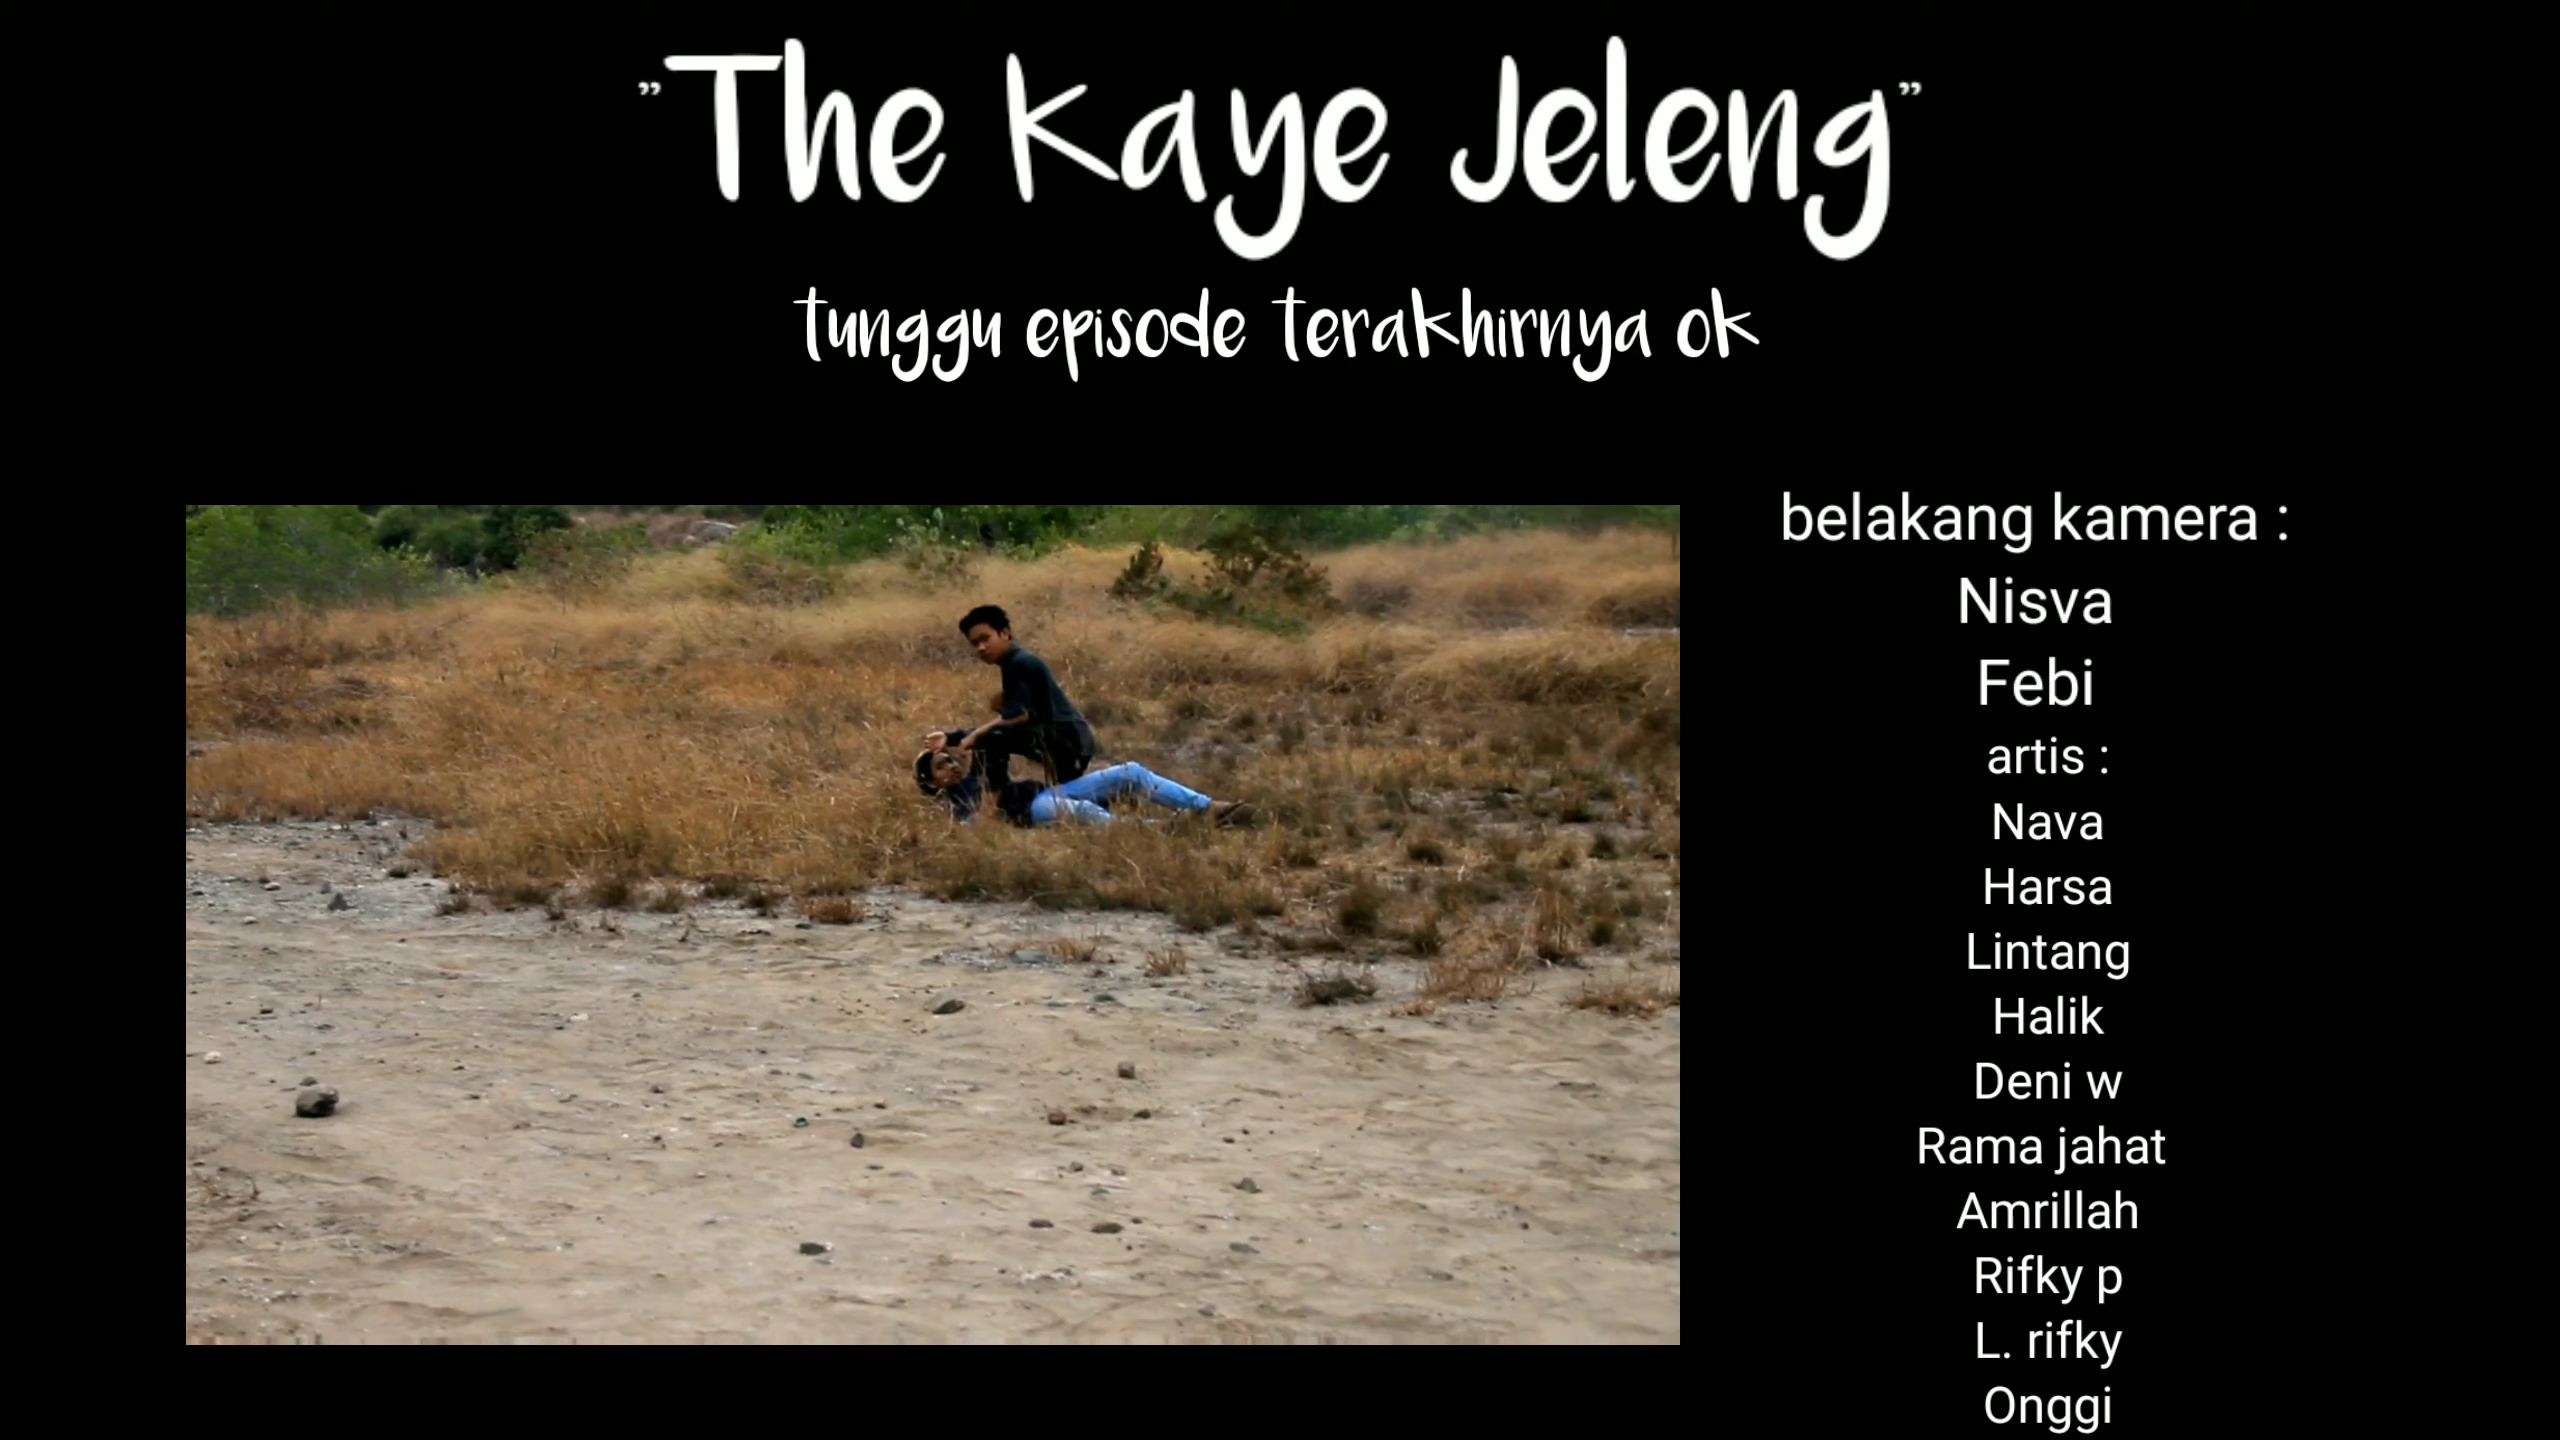 ”The Kaye Jeleng”
tunggu episode terakhirnya ok
belakang kamera :
Nisva
Febi
artis :
Nava
Harsa
Lintang
Halik
Deni w
Rama jahat
Amrillah
Rifky p
L. rifky
Onggi